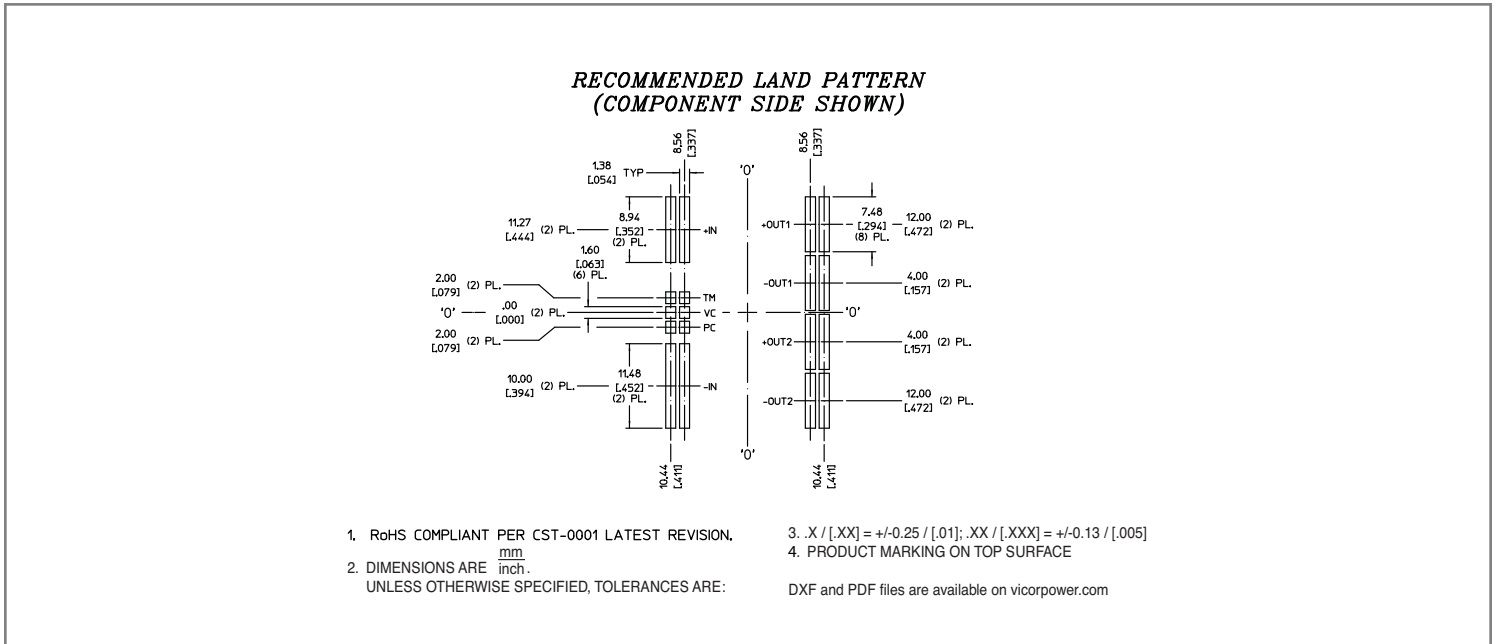 RECOMMENDED LAND PATTERN
(COMPONENT SIDE SHOWN)
8.56
[.337]
8.56
[.337]
1.38
[.054] TYP
'0'
11.27
[.444] (2) PL.
8.94
[.352]
(2) PL.
+IN
+OUT1
7.48
[.294]
(8) PL.
12.00
[.472] (2) PL.
1.60
[.063]
(6) PL.
2.00
[.079] (2) PL.
TM
-OUT1
4.00
[.157] (2) PL.
'0'
.00
[.000] (2) PL.
VC
'0'
2.00
[.079] (2) PL.
PC
+OUT2
4.00
[.157] (2) PL.
10.00
[.394] (2) PL.
11.48
[.452]
(2) PL.
-IN
-OUT2
12.00
[.472] (2) PL.
'0'
10.44
[.411]
10.44
[.411]
1. RoHS COMPLIANT PER CST-0001 LATEST REVISION.
2. DIMENSIONS ARE mm
inch .
UNLESS OTHERWISE SPECIFIED, TOLERANCES ARE:
3. .X / [.XX] = +/-0.25 / [.01]; .XX / [.XXX] = +/-0.13 / [.005]
4. PRODUCT MARKING ON TOP SURFACE
DXF and PDF files are available on vicorpower.com